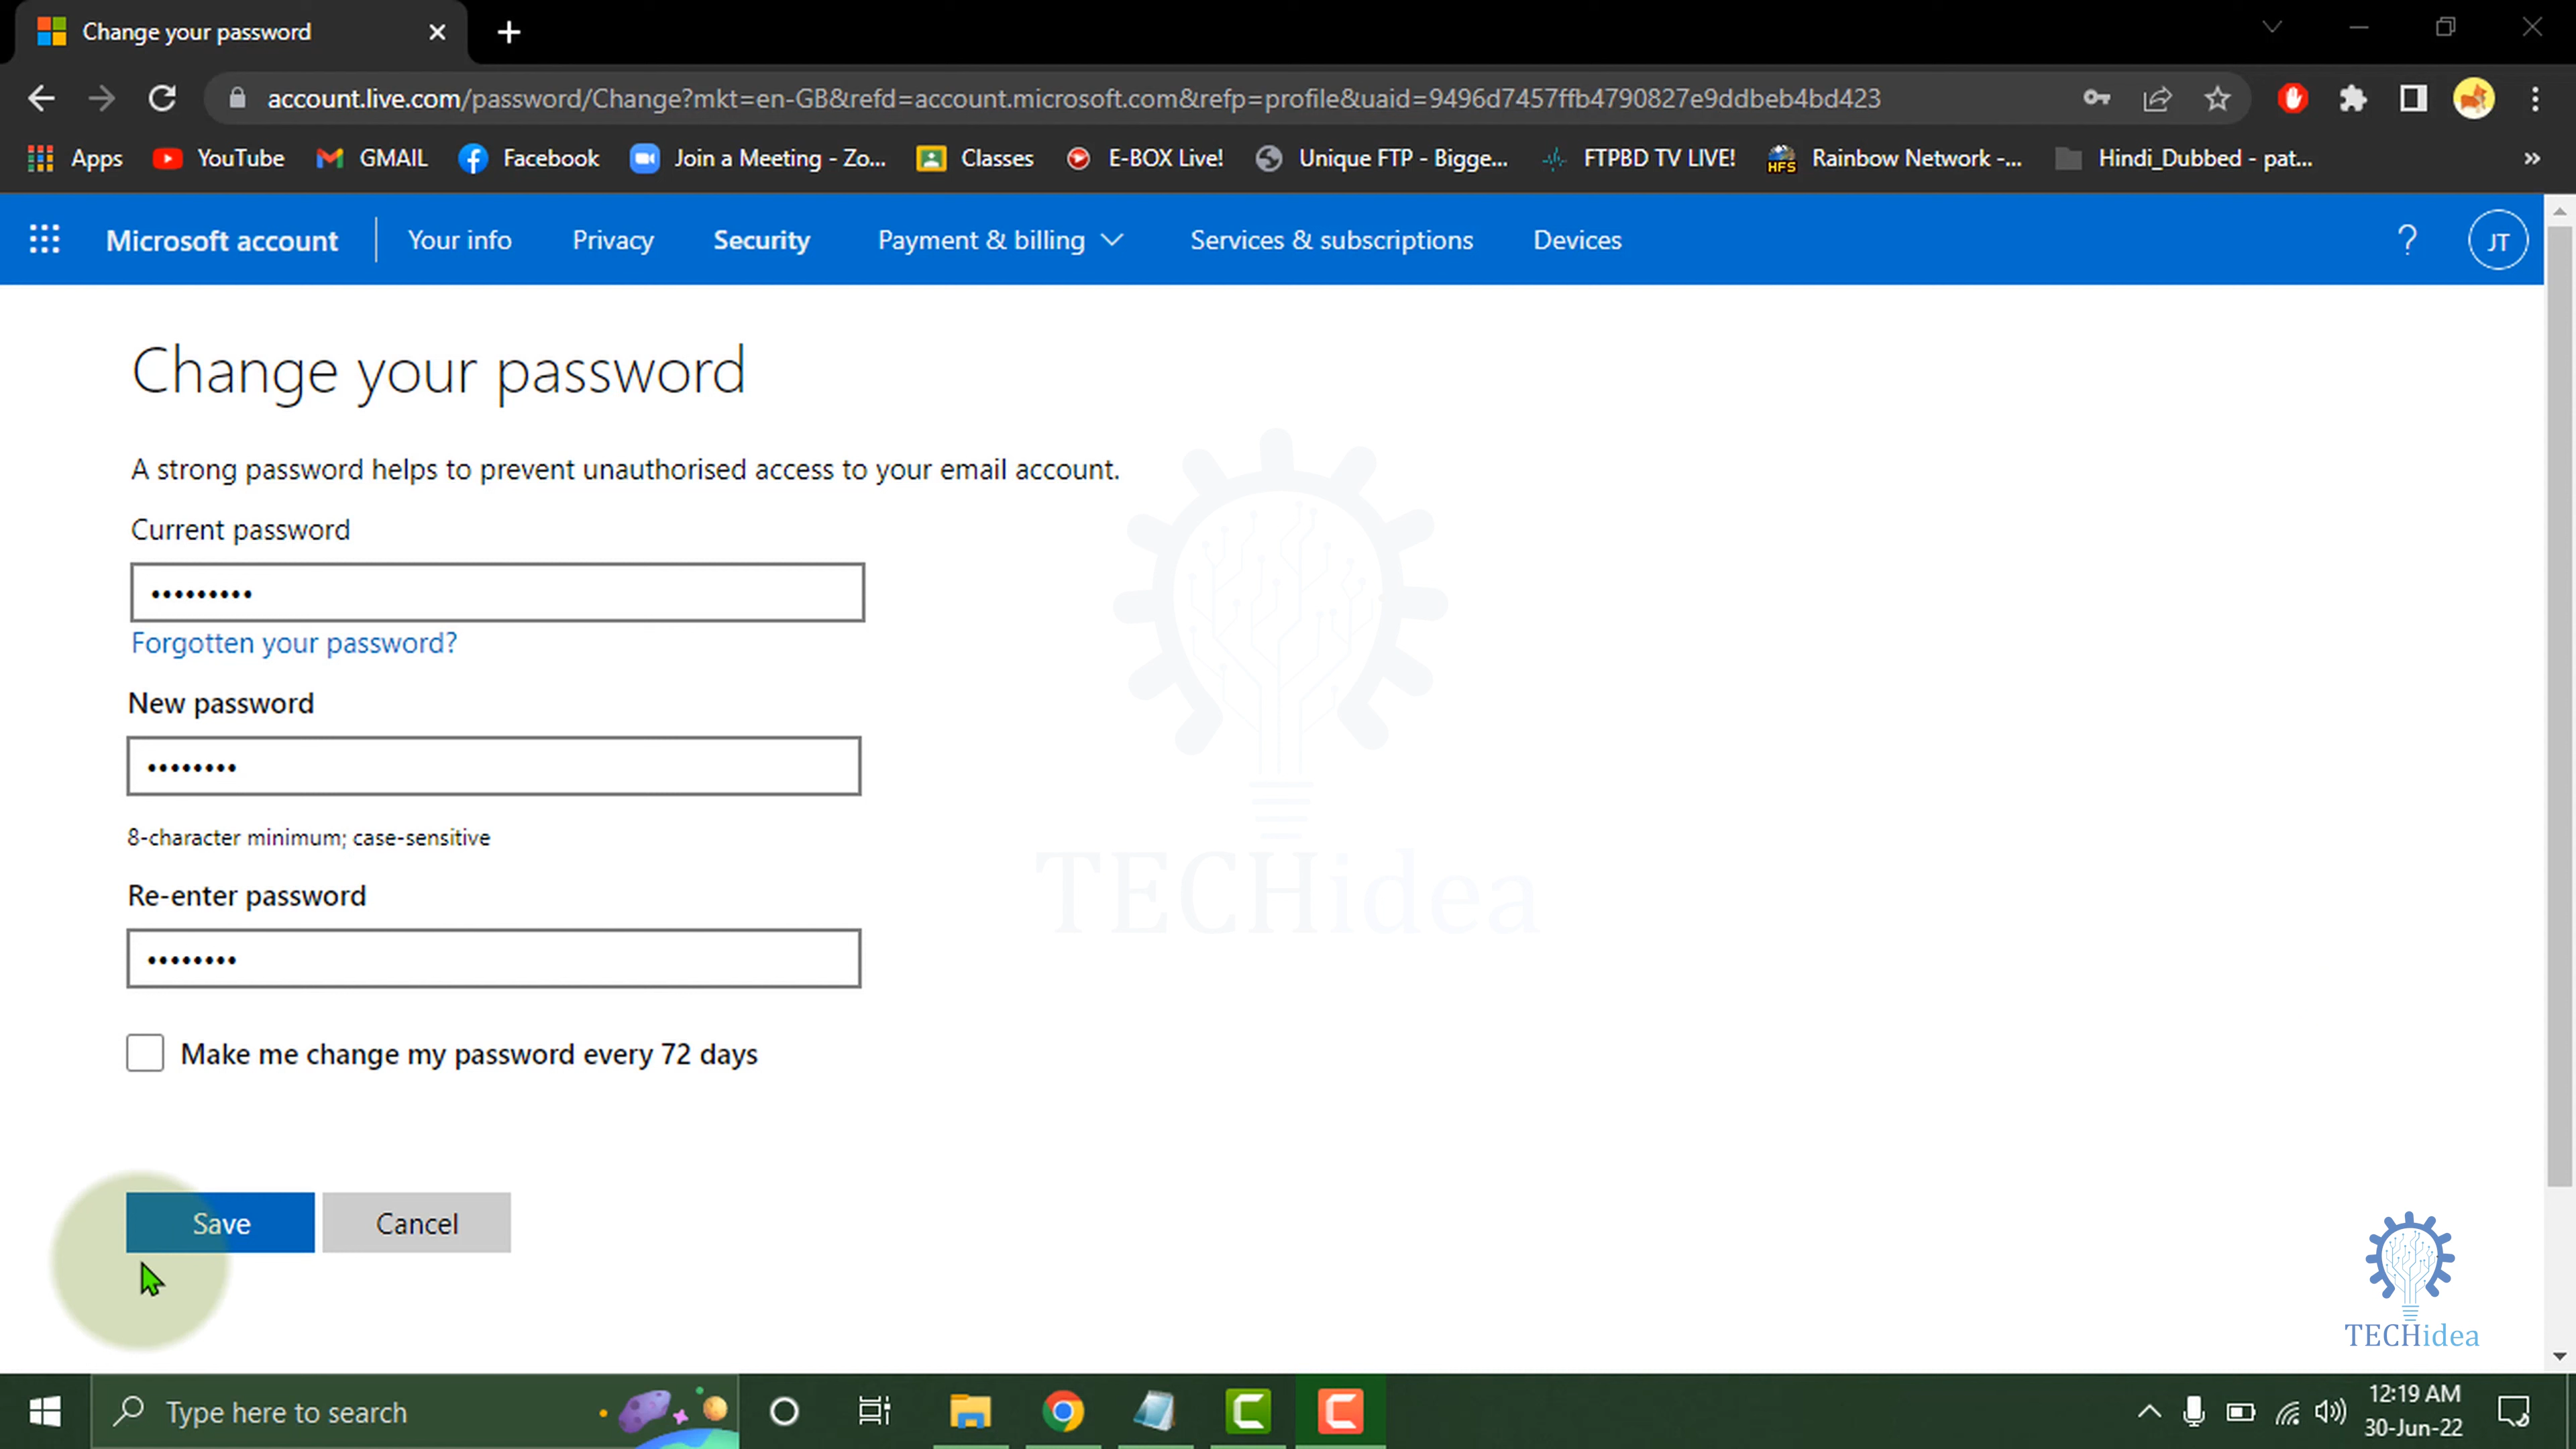 Change your password
account.live.com/password/Change?mkt=en-GB&refd=account.microsoft.com&refp=profile&uaid=9496d7457ffb4790827e9ddbeb4bd423
Apps YouTube GMAIL Facebook Join a Meeting - Zo... Classes E-BOX Live! Unique FTP - Bigge... FTPBD TV LIVE! HFS Rainbow Network -... Hindi_Dubbed - pat... »
Microsoft account Your info Privacy Security Payment & billing Services & subscriptions Devices ? JT
Change your password
A strong password helps to prevent unauthorised access to your email account.
Current password
•••••••••
Forgotten your password?
New password
••••••••
8-character minimum; case-sensitive
TECHidea
Re-enter password
••••••••
Make me change my password every 72 days
Save Cancel
TECHidea
Type here to search
12:19 AM
30-Jun-22